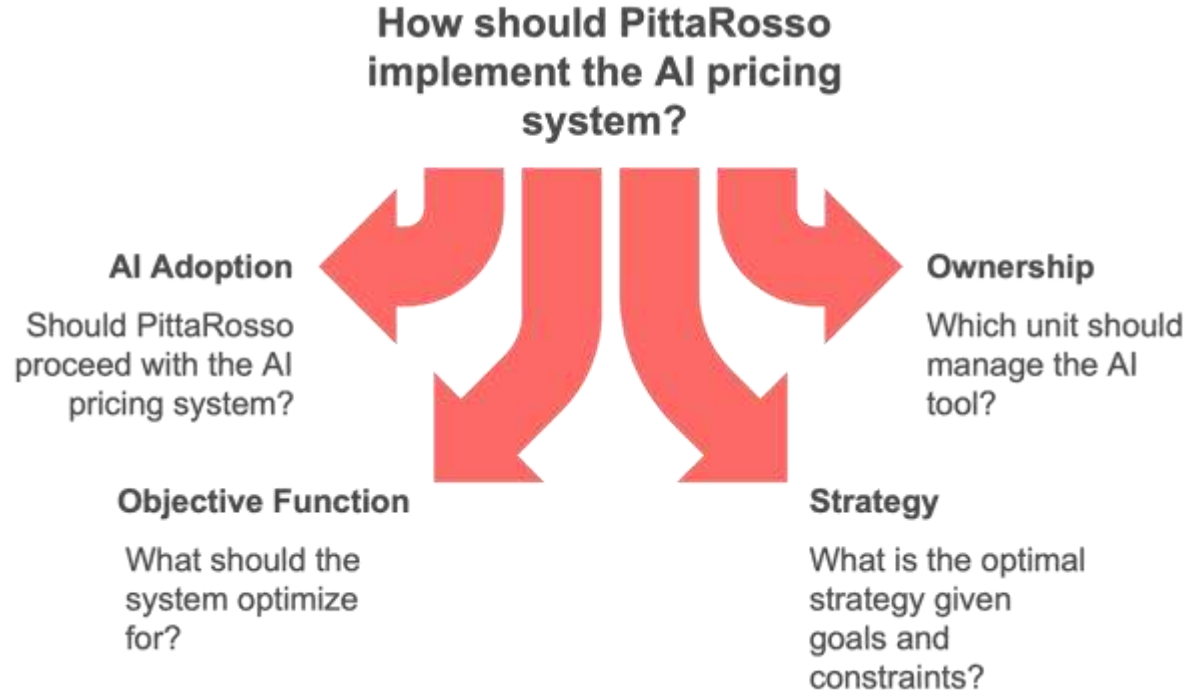 How should PittaRosso
implement the AI pricing
system?
AI Adoption
Should PittaRosso
proceed with the AI
pricing system?
Ownership
Which unit should
manage the AI
tool?
Objective Function
What should the
system optimize
for?
Strategy
What is the optimal
strategy given
goals and
constraints?